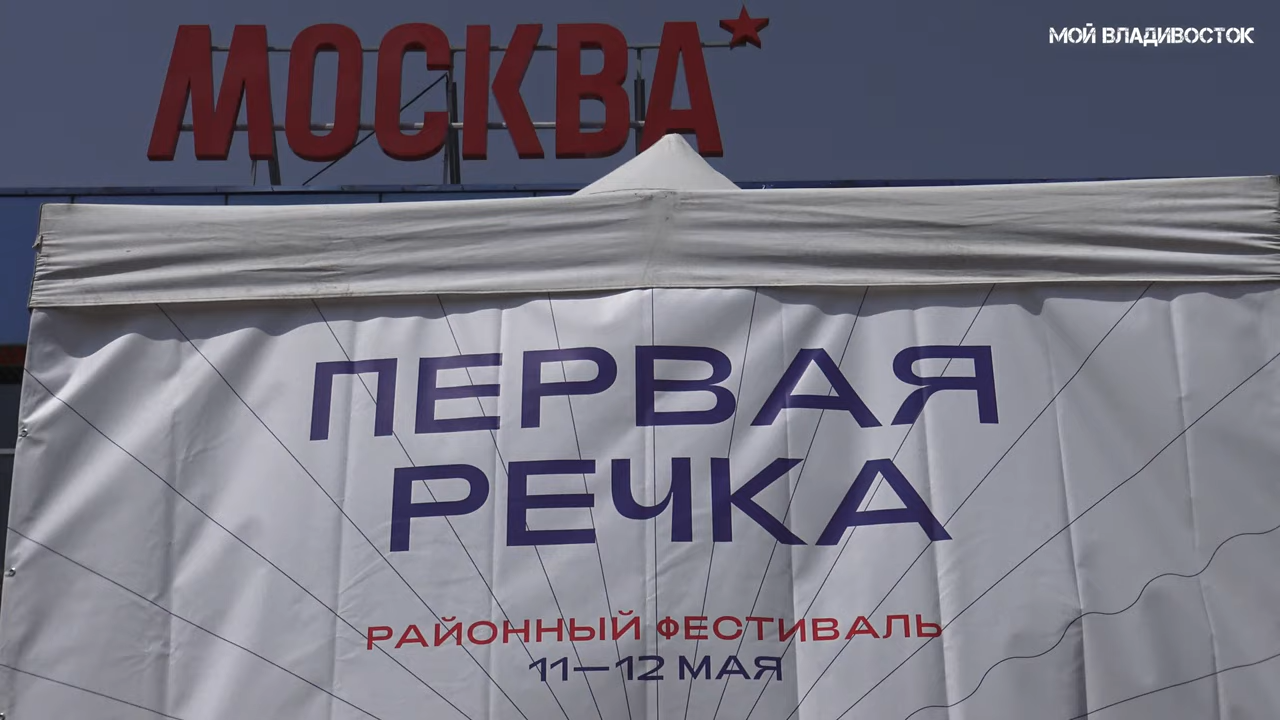 МОСКВА
МОЙ ВЛАДИВОСТОК
ПЕРВАЯ
РЕЧКА
РАЙОННЫЙ ФЕСТИВАЛЬ
11—12 МАЯ